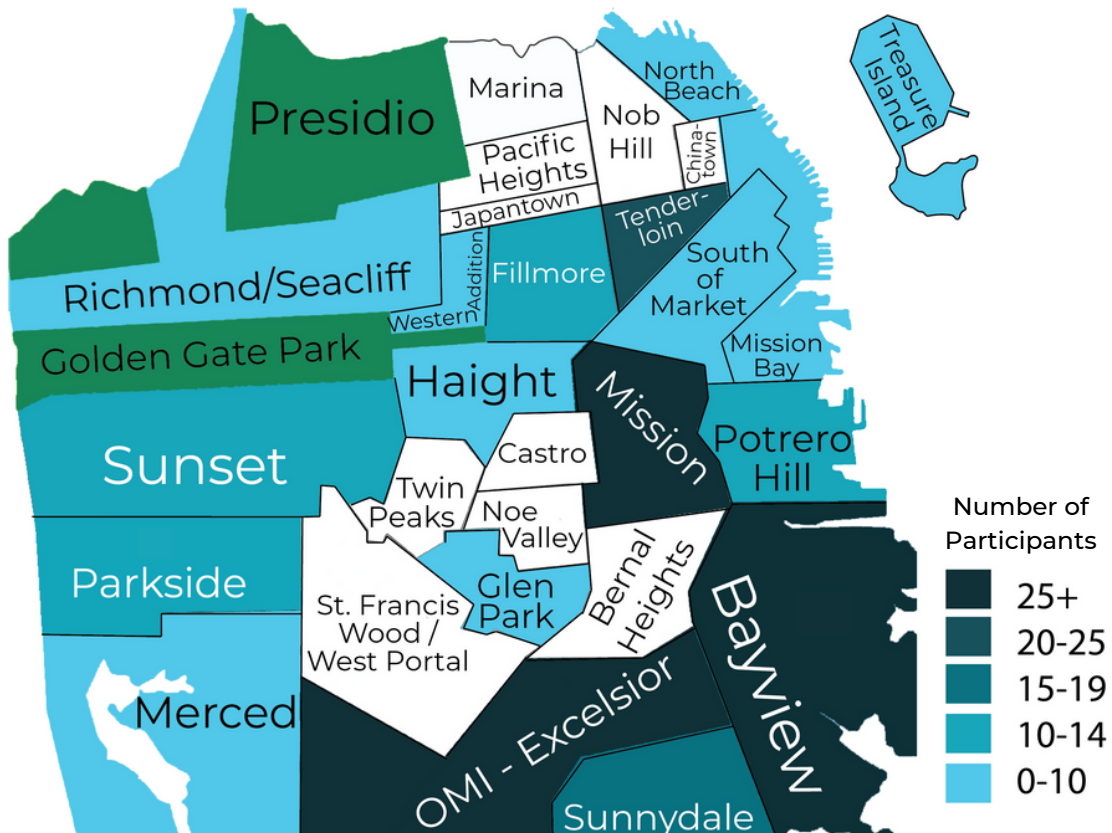 Presidio
Marina
North
Beach
Treasure
Island
Nob
Hill
China-
town
Pacific
Heights
Japantown
Tender-
loin
Richmond/Seacliff
Western
Addition
Fillmore
South
of
Market
Mission
Bay
Golden Gate Park
Haight
Mission
Sunset
Castro
Potrero
Hill
Twin
Peaks
Noe
Valley
Parkside
Glen
Park
Bernal
Heights
St. Francis
Wood /
West Portal
Bayview
Merced
OMI - Excelsior
Sunnydale
Number of
Participants
25+
20-25
15-19
10-14
0-10